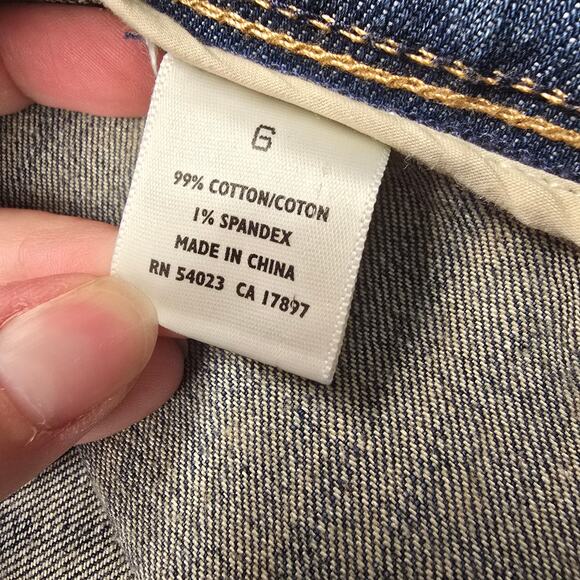 6
99% COTTON/COTON
1% SPANDEX
MADE IN CHINA
RN 54023 CA 17897